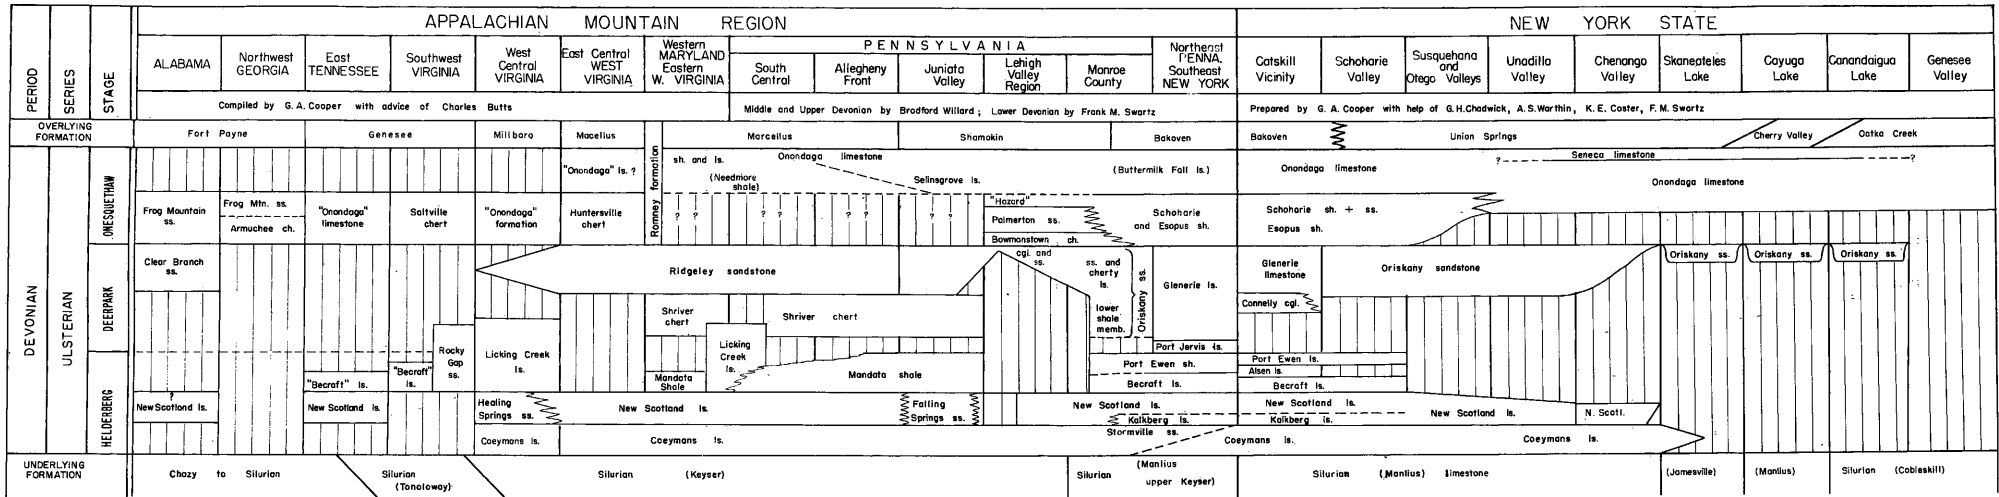 APPALACHIAN MOUNTAIN REGION
NEW YORK STATE
PERIOD
SERIES
STAGE
ALABAMA
Northwest
GEORGIA
East
TENNESSEE
Southwest
VIRGINIA
West
Central
VIRGINIA
East Central
WEST
VIRGINIA
Western
MARYLAND
Eastern
W. VIRGINIA
PENNSYLVANIA
South
Central
Allegheny
Front
Juniata
Valley
Lehigh
Valley
Region
Monroe
County
Northeast
PENNA.
Southeast
NEW YORK
Catskill
Vicinity
Schoharie
Valley
Susquehana
and
Otego Valleys
Unadilla
Valley
Chenango
Valley
Skaneateles
Lake
Cayuga
Lake
Canandaigua
Lake
Genesee
Valley
Compiled by G. A. Cooper with advice of Charles Butts
Middle and Upper Devonian by Bradford Willard ; Lower Devonian by Frank M. Swartz
Prepared by G. A. Cooper with help of G.H.Chadwick, A.S.Warthin, K. E. Caster, F. M. Swartz
OVERLYING
FORMATION
Fort Payne
Genesee
Millboro
Macellus
Marcellus
Shamokin
Bakoven
Bakoven
Union Springs
Cherry Valley
Oatka Creek
DEVONIAN
ULSTERIAN
ONESQUETHAW
DEERPARK
HELDERBERG
"Onondaga" ls. ?
Romney formation
sh. and ls.
(Needmore
shale)
Onondaga limestone
Selinsgrove ls.
(Buttermilk Fall ls.)
Onondaga limestone
? Seneca limestone ?
Onondaga limestone
Frog Mountain
ss.
Frog Mtn. ss.
Armuchee ch.
"Onondaga"
limestone
Saltville
chert
"Onondaga"
formation
Huntersville
chert
? ? ? ? ? ? ? ?
"Hazard"
Palmerton ss.
Bowmanstown ch.
Schoharie
and Esopus sh.
Schoharie sh. + ss.
Esopus sh.
Clear Branch
ss.
Ridgeley sandstone
cgl. and
ss.
ss. and
cherty
ls.
lower
shale
memb.
Oriskany ss.
Glenerie ls.
Glenerie
limestone
Connelly cgl.
Oriskany sandstone
Oriskany ss.
Oriskany ss.
Oriskany ss.
Shriver
chert
Shriver chert
Rocky
Gap
ss.
Licking Creek
ls.
Licking
Creek
ls.
Port Jervis ls.
"Becraft" ls.
"Becraft"
ls.
Mandata
Shale
Mandata shale
Port Ewen sh.
Becraft ls.
Port Ewen ls.
Alsen ls.
Becraft ls.
?
New Scotland ls.
New Scotland ls.
Healing
Springs ss.
New Scotland ls.
Falling
Springs ss.
New Scotland ls.
Kalkberg ls.
New Scotland ls.
Kalkberg ls.
New Scotland ls.
N. Scotl.
Coeymans ls.
Coeymans ls.
Stormville ss.
Coeymans ls.
Coeymans ls.
UNDERLYING
FORMATION
Chazy to Silurian
Silurian
(Tonoloway)
Silurian (Keyser)
Silurian
(Manlius
upper Keyser)
Silurian (Manlius) limestone
(Jamesville)
(Manlius)
Silurian (Cobleskill)